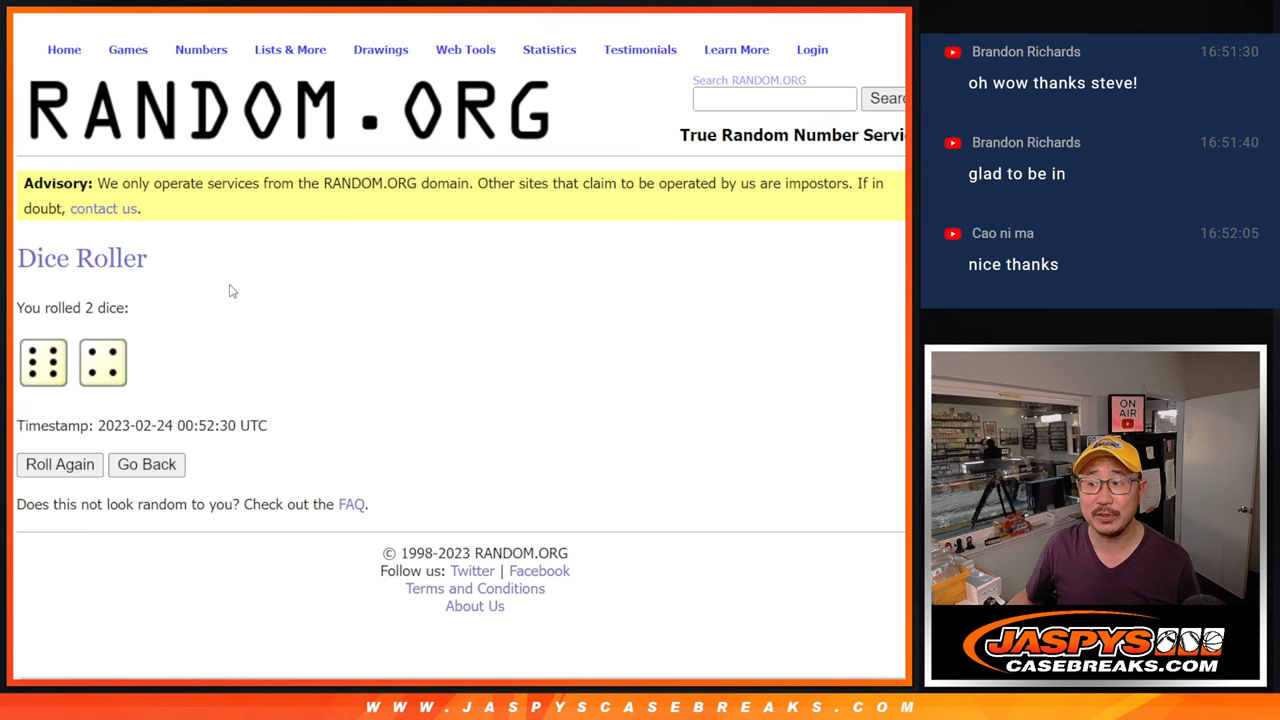 Home Games Numbers Lists & More Drawings Web Tools Statistics Testimonials Learn More Login
RANDOM.ORG
Search RANDOM.ORG
Searc
True Random Number Servi
Advisory: We only operate services from the RANDOM.ORG domain. Other sites that claim to be operated by us are impostors. If in
doubt, contact us.
Dice Roller
You rolled 2 dice:
Timestamp: 2023-02-24 00:52:30 UTC
Roll Again Go Back
Does this not look random to you? Check out the FAQ.
© 1998-2023 RANDOM.ORG
Follow us: Twitter | Facebook
Terms and Conditions
About Us
Brandon Richards 16:51:30
oh wow thanks steve!
Brandon Richards 16:51:40
glad to be in
Cao ni ma 16:52:05
nice thanks
ON
AIR
JASPYS
CASEBREAKS.COM
WWW.JASPYSCASEBREAKS.COM